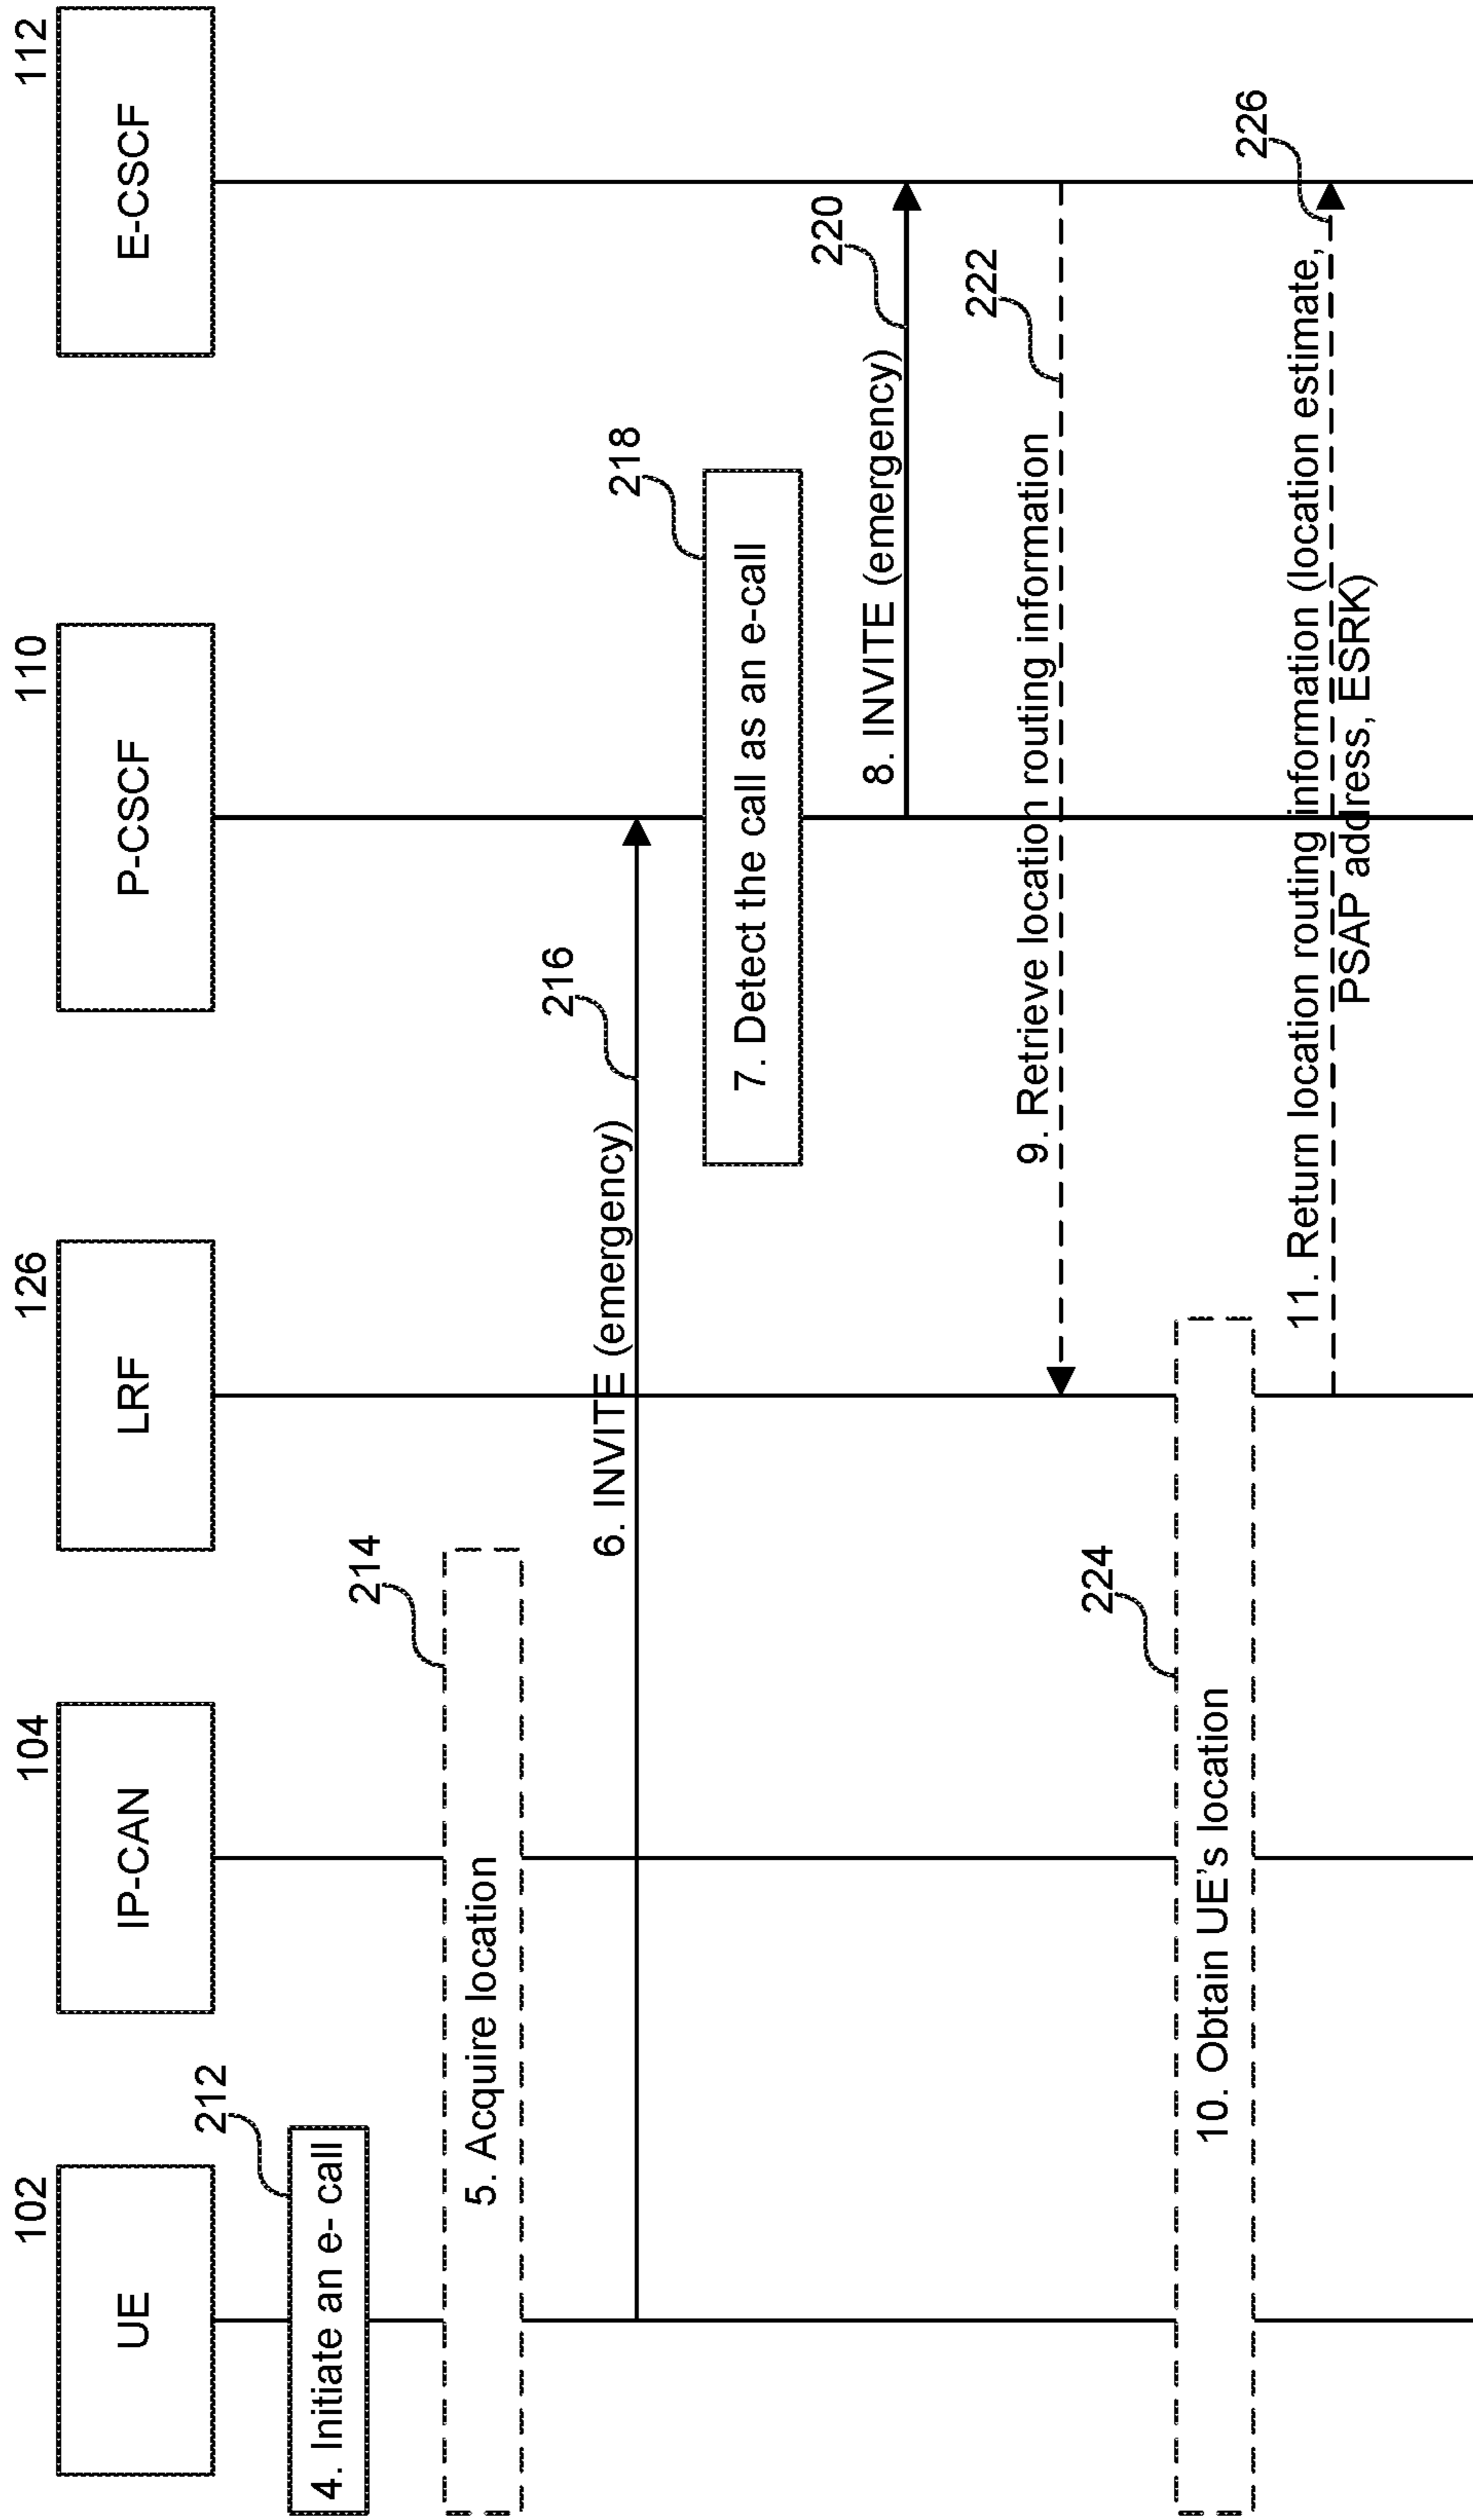 102
104
126
110
112
UE
IP-CAN
LRF
P-CSCF
E-CSCF
212
4. Initiate an e- call
214
5. Acquire location
216
6. INVITE (emergency)
218
7. Detect the call as an e-call
220
8. INVITE (emergency)
222
9. Retrieve location routing information
224
10. Obtain UE's location
226
11. Return location routing information (location estimate,
PSAP address, ESRK)